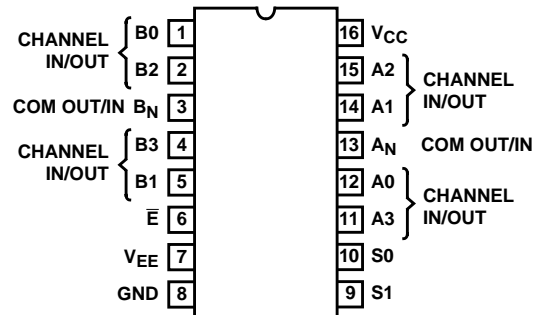 CHANNEL
IN/OUT
B0 1
B2 2
COM OUT/IN BN 3
CHANNEL
IN/OUT
B3 4
B1 5
E̅ 6
VEE 7
GND 8
16 VCC
15 A2
14 A1
CHANNEL
IN/OUT
13 AN COM OUT/IN
12 A0
11 A3
CHANNEL
IN/OUT
10 S0
9 S1